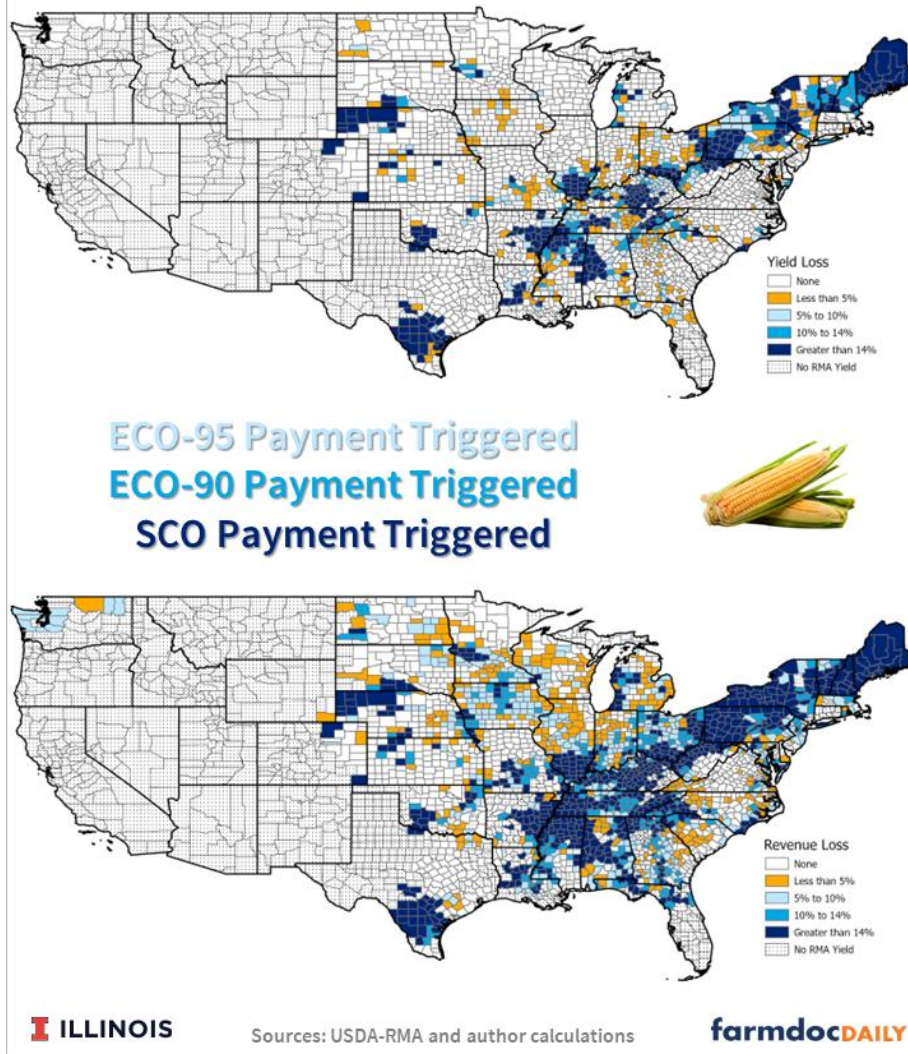 Yield Loss
None
Less than 5%
5% to 10%
10% to 14%
Greater than 14%
No RMA Yield
ECO-95 Payment Triggered
ECO-90 Payment Triggered
SCO Payment Triggered
Revenue Loss
None
Less than 5%
5% to 10%
10% to 14%
Greater than 14%
No RMA Yield
I ILLINOIS
Sources: USDA-RMA and author calculations
farmdocDAILY